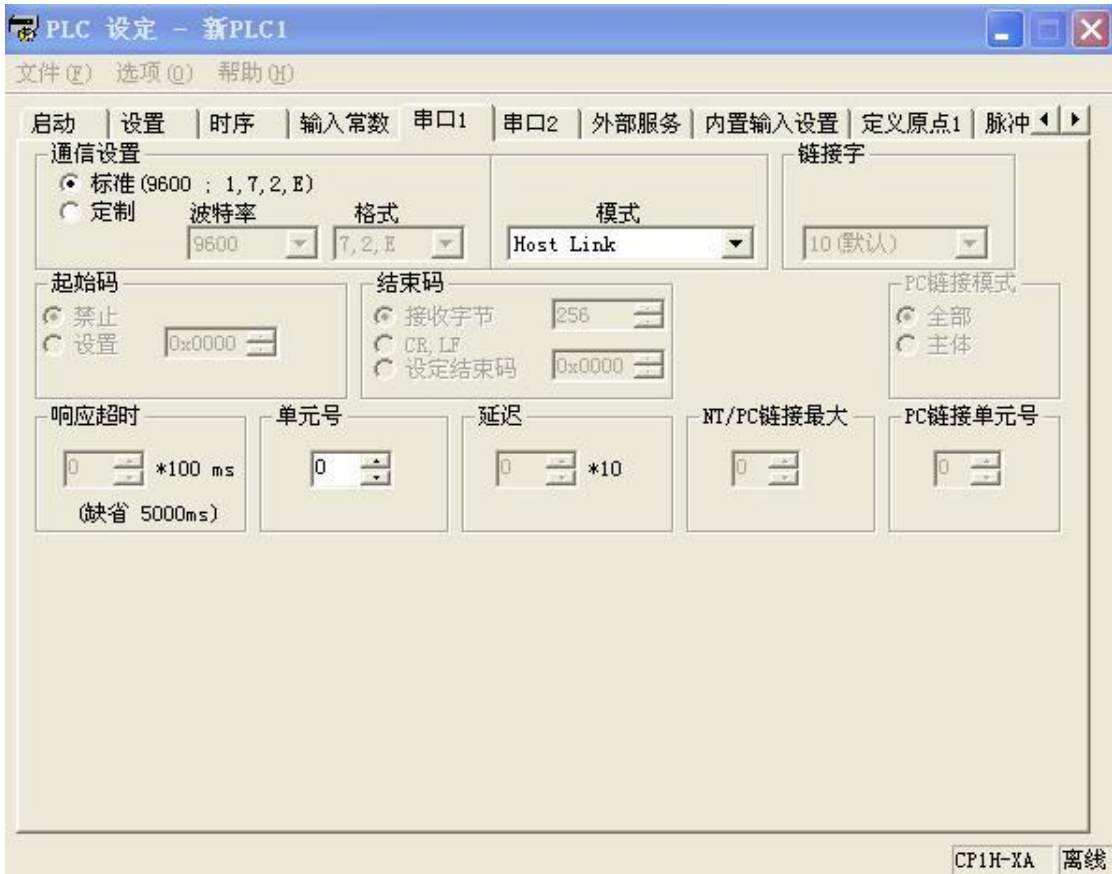 PLC 设定 - 新PLC1
文件(F) 选项(O) 帮助(H)
启动 设置 时序 输入常数 串口1 串口2 外部服务 内置输入设置 定义原点1 脉冲
通信设置 链接字
标准(9600 ; 1,7,2,E)
定制 波特率 格式 模式
9600 7,2,E Host Link 10(默认)
起始码 结束码 PC链接模式
禁止 接收字节 256 全部
设置 0x0000 CR,LF 主体
设定结束码 0x0000
响应超时 单元号 延迟 NT/PC链接最大 PC链接单元号
0 *100 ms 0 0 *10 0 0
(缺省 5000ms)
CP1H-XA 离线